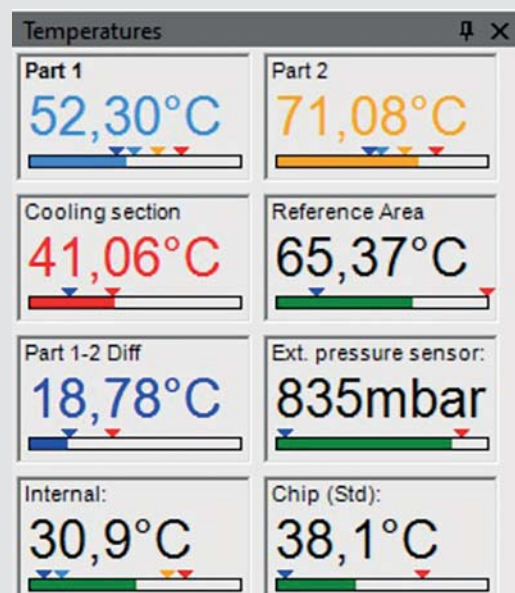 Temperatures
Part 1
52,30°C
Part 2
71,08°C
Cooling section
41,06°C
Reference Area
65,37°C
Part 1-2 Diff
18,78°C
Ext. pressure sensor:
835mbar
Internal:
30,9°C
Chip (Std):
38,1°C